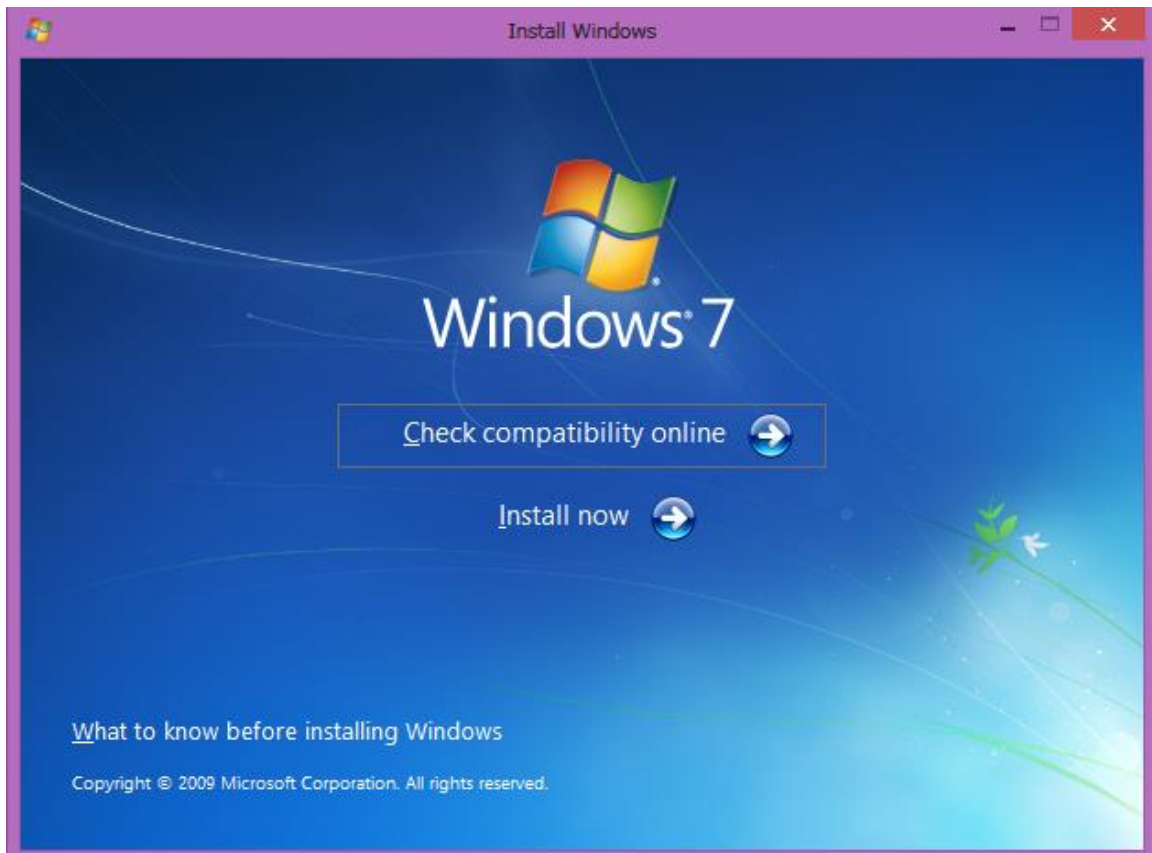 Install Windows
Windows® 7
Check compatibility online
Install now
What to know before installing Windows
Copyright © 2009 Microsoft Corporation. All rights reserved.